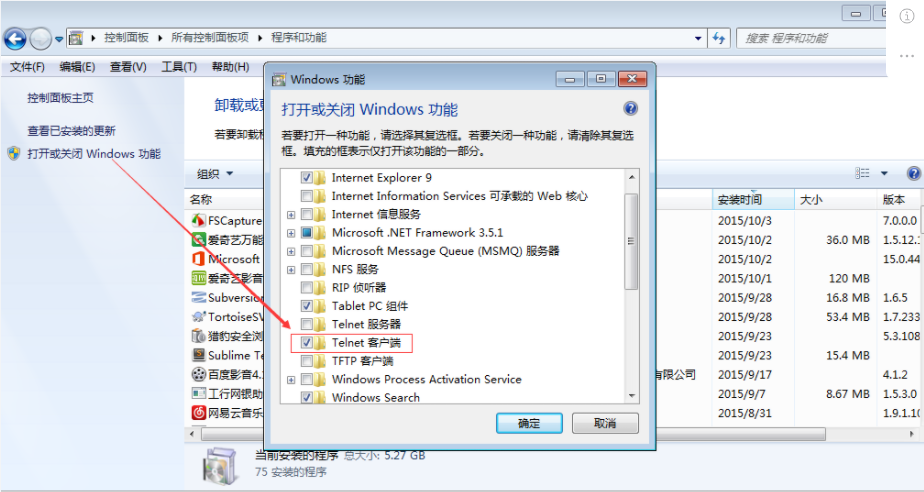 控制面板 所有控制面板项 程序和功能
搜索 程序和功能
文件(F) 编辑(E) 查看(V) 工具(T) 帮助(H)
控制面板主页
查看已安装的更新
打开或关闭 Windows 功能
卸载或
若要卸载
组织
名称 安装时间 大小 版本
FSCapture 2015/10/3 7.0.0.0
爱奇艺万能 2015/10/2 36.0 MB 1.5.12.
Microsoft 2015/10/2 15.0.44
爱奇艺影音 2015/10/1 120 MB
Subversion 2015/9/28 16.8 MB 1.6.5
TortoiseSV 2015/9/28 53.4 MB 1.7.233
猎豹安全浏 2015/9/23 5.3.108
Sublime Te 2015/9/23 15.4 MB
百度影音4. 有限公司 2015/9/17 4.1.2
工行网银助 2015/9/7 8.67 MB 1.5.3.0
网易云音乐 2015/8/31 1.9.1.10
当前安装的程序 总大小: 5.27 GB
75 安装的程序
Windows 功能
打开或关闭 Windows 功能
若要打开一种功能，请选择其复选框。若要关闭一种功能，请清除其复选
框。填充的框表示仅打开该功能的一部分。
Internet Explorer 9
Internet Information Services 可承载的 Web 核心
Internet 信息服务
Microsoft .NET Framework 3.5.1
Microsoft Message Queue (MSMQ) 服务器
NFS 服务
RIP 侦听器
Tablet PC 组件
Telnet 服务器
Telnet 客户端
TFTP 客户端
Windows Process Activation Service
Windows Search
确定 取消